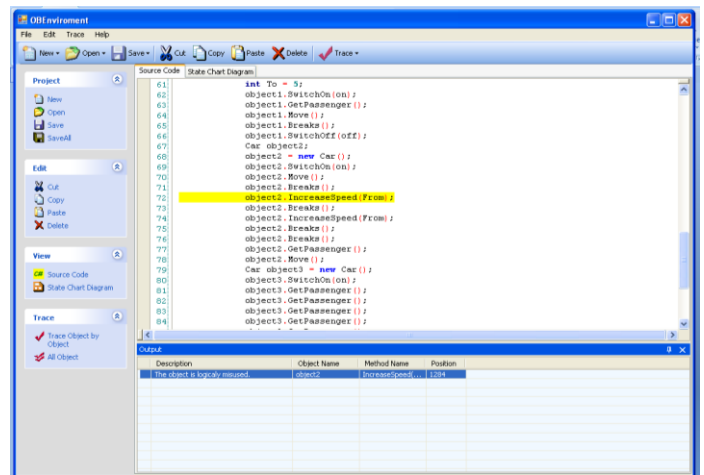 OBEnviroment
File Edit Trace Help
New Open Save Cut Copy Paste Delete Trace
Source Code State Chart Diagram
Project
New
Open
Save
SaveAll
Edit
Cut
Copy
Paste
Delete
View
C# Source Code
State Chart Diagram
Trace
Trace Object by
Object
All Object
61 int To = 5;
62 object1.SwitchOn(on);
63 object1.GetPassenger();
64 object1.Move();
65 object1.Breaks();
66 object1.SwitchOff(off);
67 Car object2;
68 object2 = new Car();
69 object2.SwitchOn(on);
70 object2.Move();
71 object2.Breaks();
72 object2.IncreaseSpeed(From);
73 object2.Breaks();
74 object2.IncreaseSpeed(From);
75 object2.Breaks();
76 object2.Breaks();
77 object2.GetPassenger();
78 object2.Move();
79 Car object3 = new Car();
80 object3.SwitchOn(on);
81 object3.GetPassenger();
82 object3.GetPassenger();
83 object3.GetPassenger();
84 object3.GetPassenger();
Output
Description Object Name Method Name Position
The object is logicaly misused. object2 IncreaseSpeed(... 1284